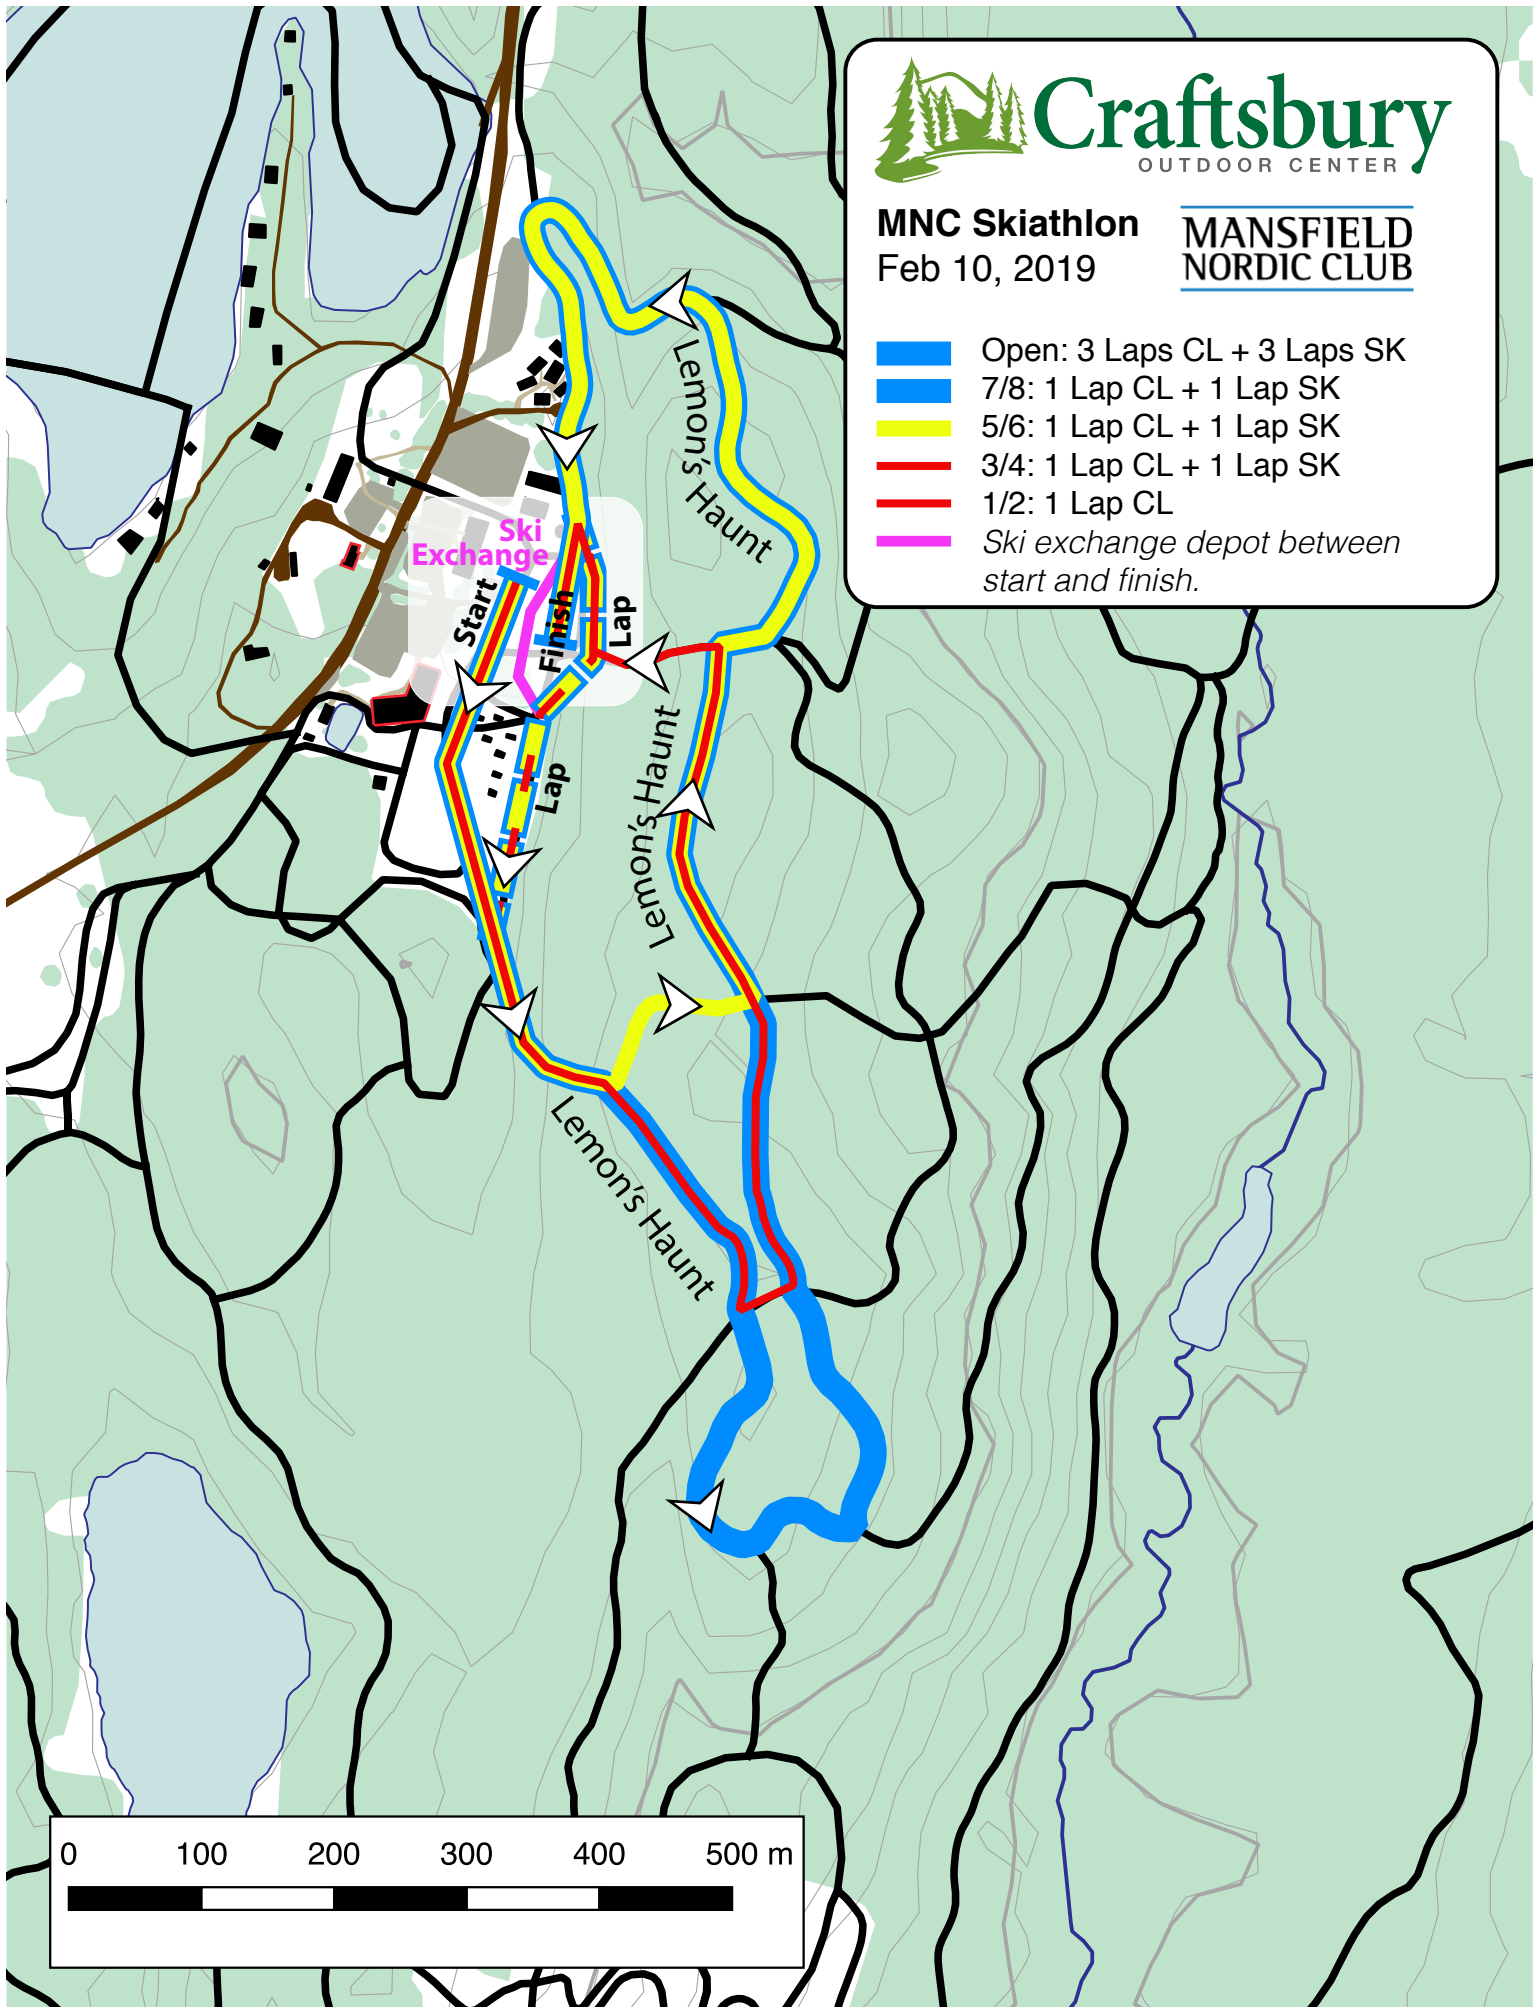 Craftsbury
OUTDOOR CENTER
MNC Skiathlon
Feb 10, 2019
MANSFIELD
NORDIC CLUB
Open: 3 Laps CL + 3 Laps SK
7/8: 1 Lap CL + 1 Lap SK
5/6: 1 Lap CL + 1 Lap SK
3/4: 1 Lap CL + 1 Lap SK
1/2: 1 Lap CL
Ski exchange depot between
start and finish.
Lemon's Haunt
Ski
Exchange
Start
Finish
Lap
Lap
Lemon's Haunt
Lemon's Haunt
0 100 200 300 400 500 m